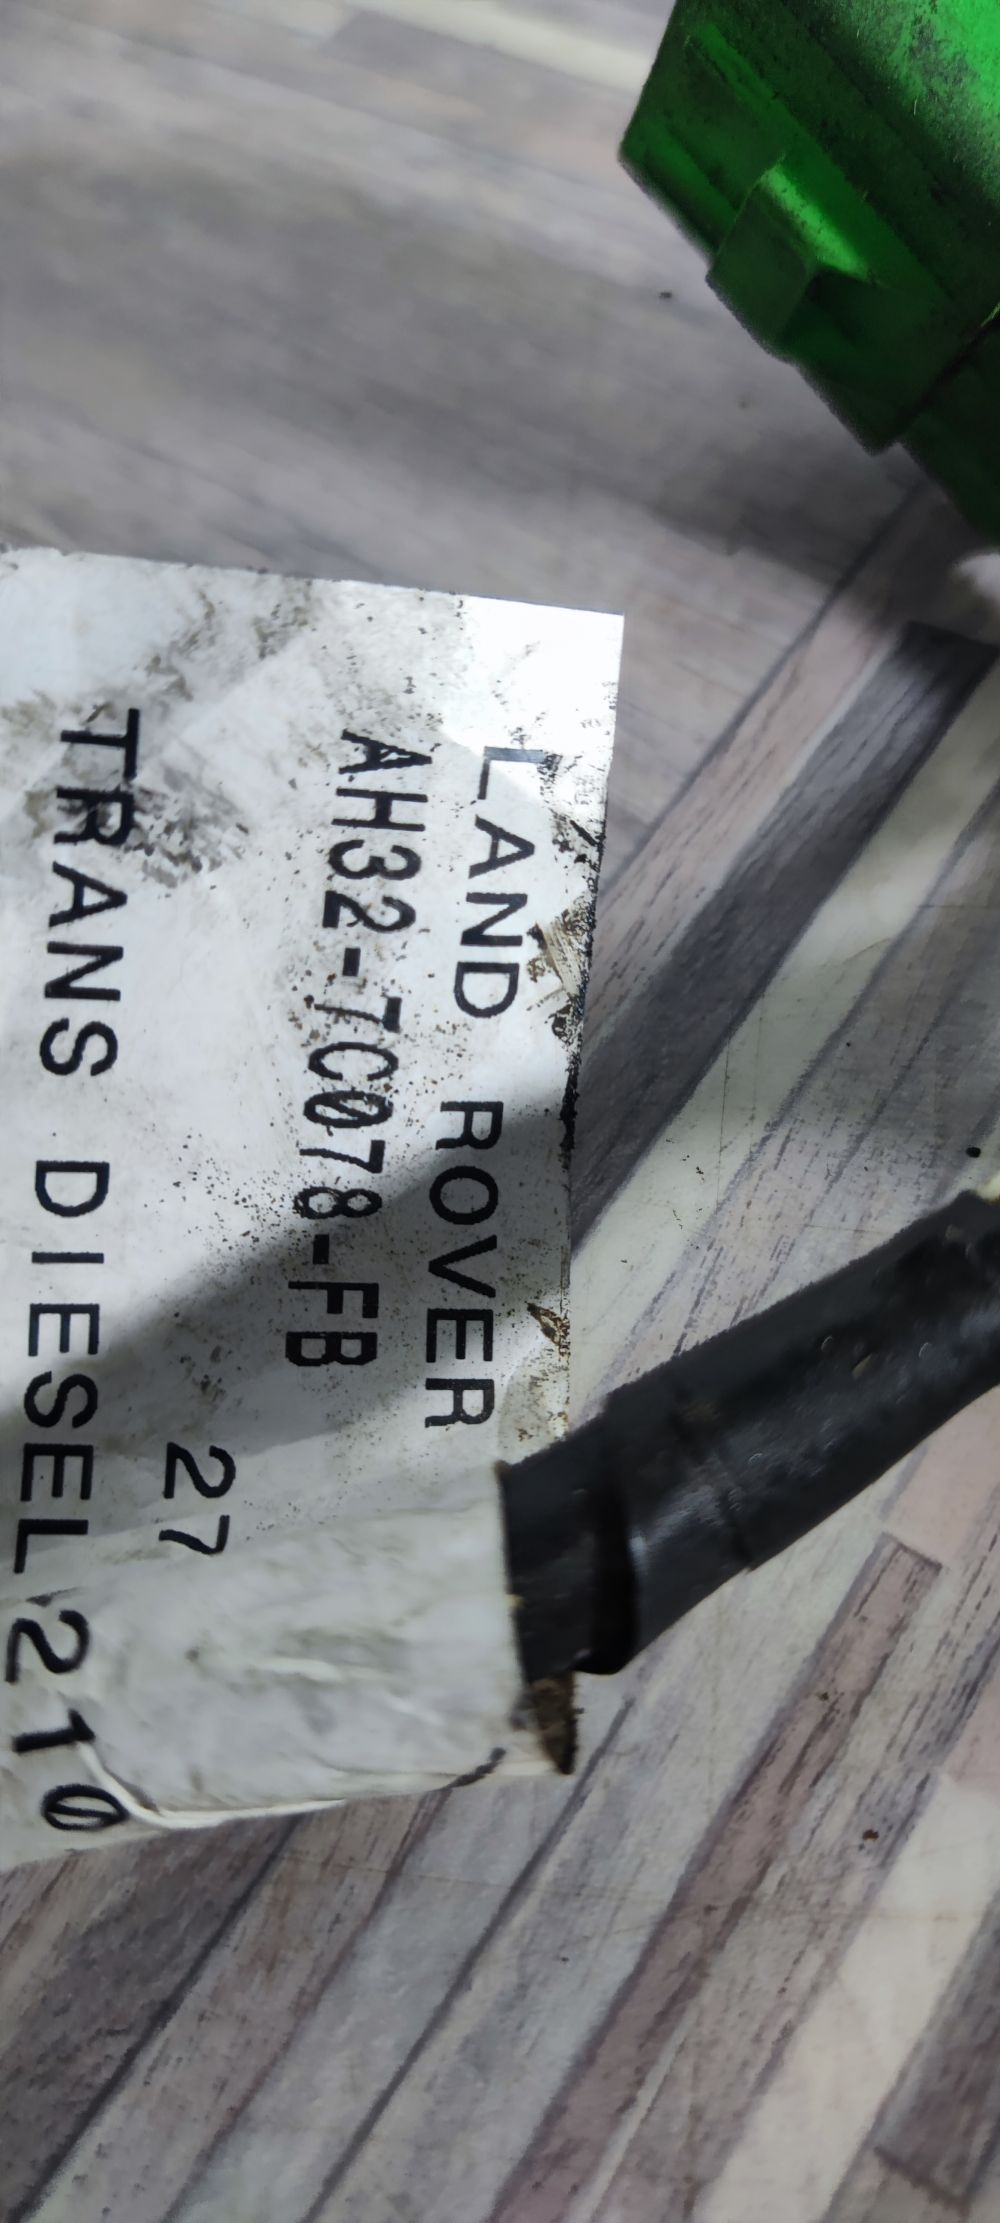 LAND ROVER
AH32-7C078-FB
27
TRANS DIESEL 210